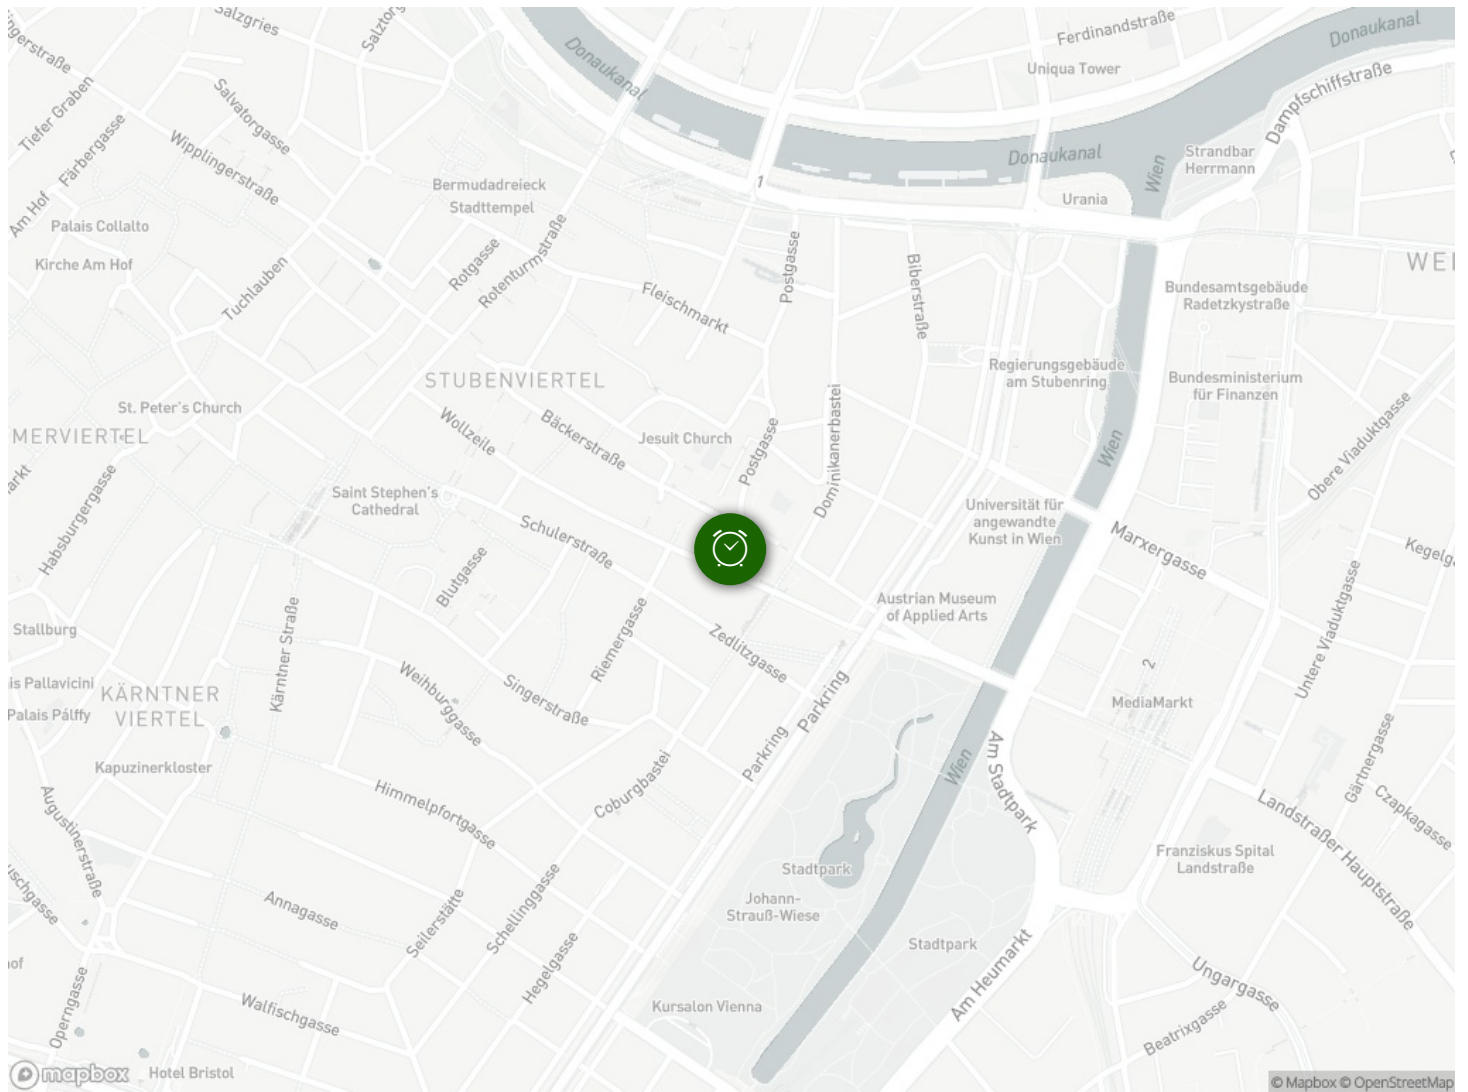 Salzgries
Salztorg
Donaukanal
Ferdinandstraße
Donaukanal
Uniqua Tower
Dampfschiffstraße
Tiefer Graben
Salvatorgasse
Färbergasse
Wipplingerstraße
Donaukanal
Wien
Strandbar
Herrmann
Bermudadreieck
Stadttempel
1
Urania
Am Hof
Palais Collalto
Kirche Am Hof
Tuchlauben
Rotgasse
Rotenturmstraße
Fleischmarkt
Postgasse
Biberstraße
WEI
Bundesamtsgebäude
Radetzkystraße
STUBENVIERTEL
Regierungsgebäude
am Stubenring
Bundesministerium
für Finanzen
St. Peter's Church
MERVIERTEL
Wollzeile
Bäckerstraße
Jesuit Church
Postgasse
Dominikanerbastei
Wien
Obere Viaduktgasse
arkt
Habsburgergasse
Saint Stephen's
Cathedral
Schulerstraße
Universität für
angewandte
Kunst in Wien
Marxergasse
Kegelga
Blutgasse
Austrian Museum
of Applied Arts
Stallburg
Kärntner Straße
Riemergasse
Zedlitzgasse
Untere Viaduktgasse
2
is Pallavicini
KÄRNTNER
VIERTEL
Palais Pálffy
Weihburggasse
Singerstraße
Parkring
MediaMarkt
Kapuzinerkloster
Parkring
Wien
Am Stadtpark
Gärtnergasse
Augustinerstraße
Himmelpfortgasse
Coburgbastei
Landstraßer Hauptstraße
Czapkagasse
Stadtpark
Franziskus Spital
Landstraße
Annagasse
Seilerstätte
Schellinggasse
Johann-
Strauß-Wiese
Stadtpark
Hegelgasse
Operngasse
Walfischgasse
Kursalon Vienna
Am Heumarkt
Ungargasse
Beatrixgasse
mapbox
Hotel Bristol
© Mapbox © OpenStreetMap